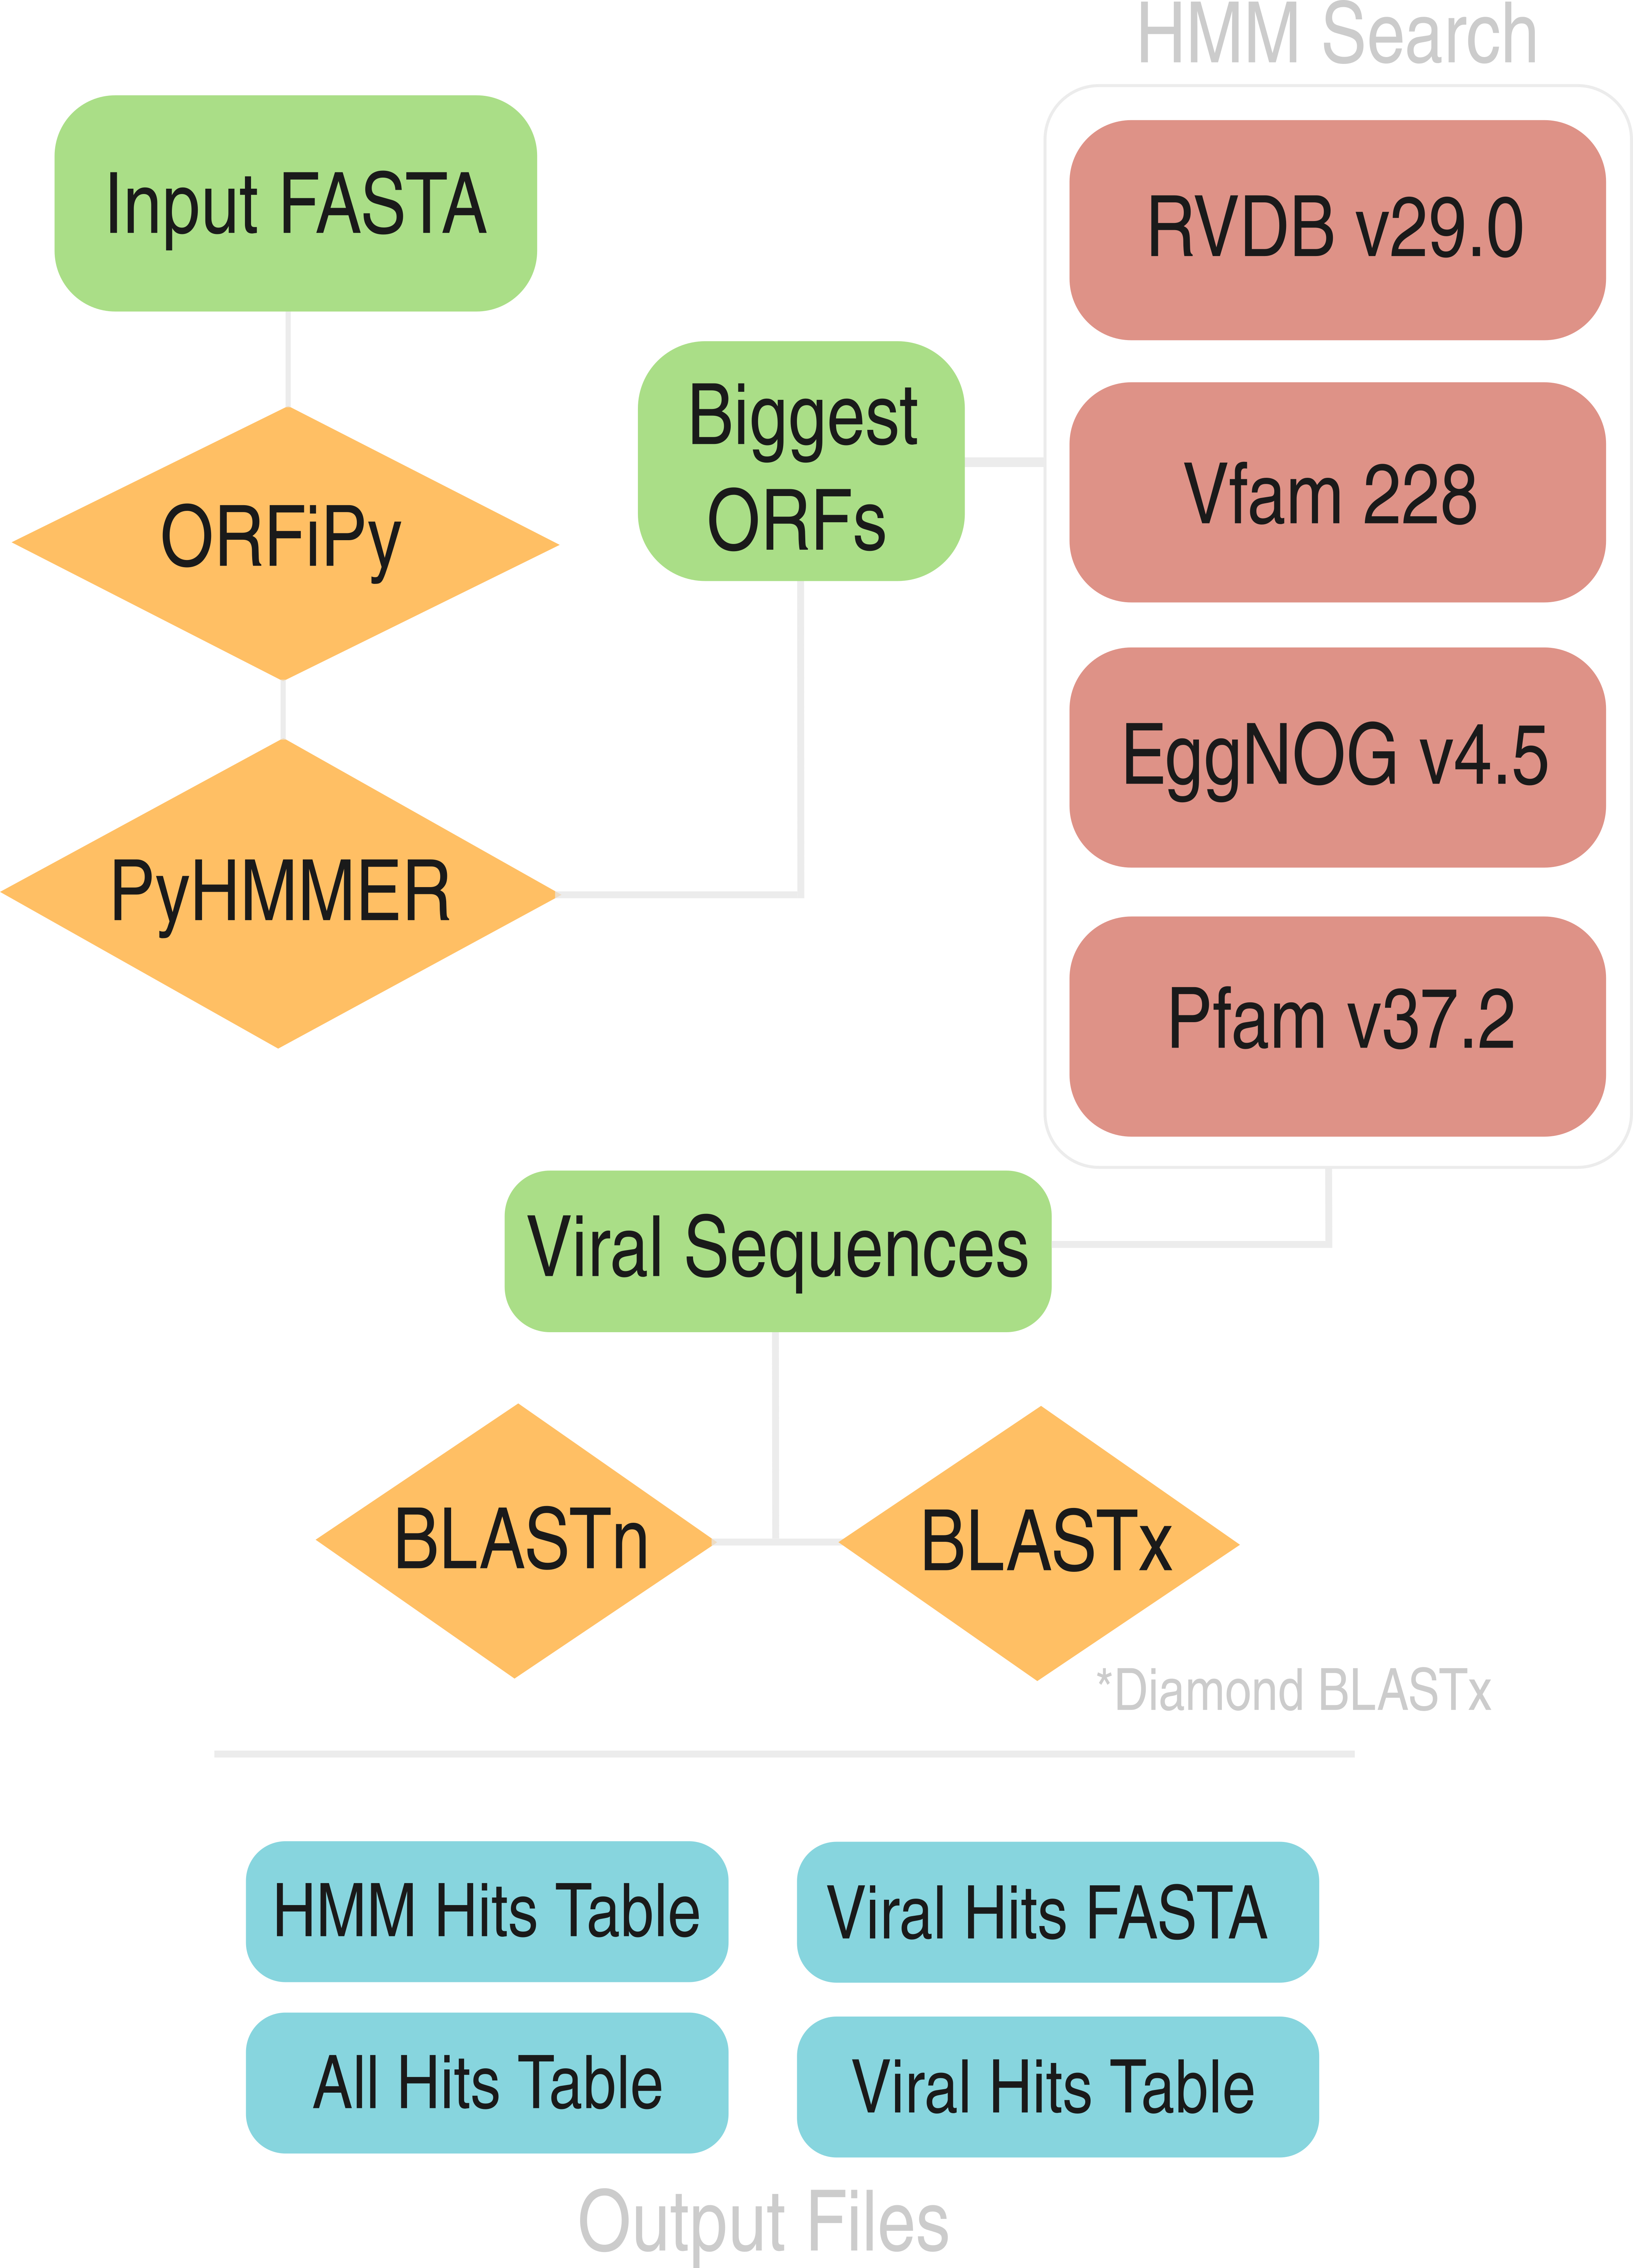 HMM Search
Input FASTA
RVDB v29.0
Biggest
ORFs
Vfam 228
ORFiPy
EggNOG v4.5
PyHMMER
Pfam v37.2
Viral Sequences
BLASTn
BLASTx
*Diamond BLASTx
HMM Hits Table
Viral Hits FASTA
All Hits Table
Viral Hits Table
Output Files